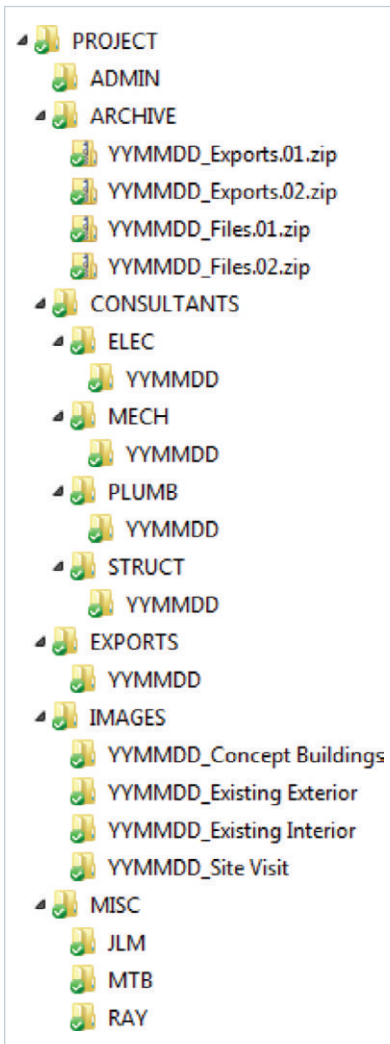 PROJECT
ADMIN
ARCHIVE
YYMMDD_Exports.01.zip
YYMMDD_Exports.02.zip
YYMMDD_Files.01.zip
YYMMDD_Files.02.zip
CONSULTANTS
ELEC
YYMMDD
MECH
YYMMDD
PLUMB
YYMMDD
STRUCT
YYMMDD
EXPORTS
YYMMDD
IMAGES
YYMMDD_Concept Buildings
YYMMDD_Existing Exterior
YYMMDD_Existing Interior
YYMMDD_Site Visit
MISC
JLM
MTB
RAY